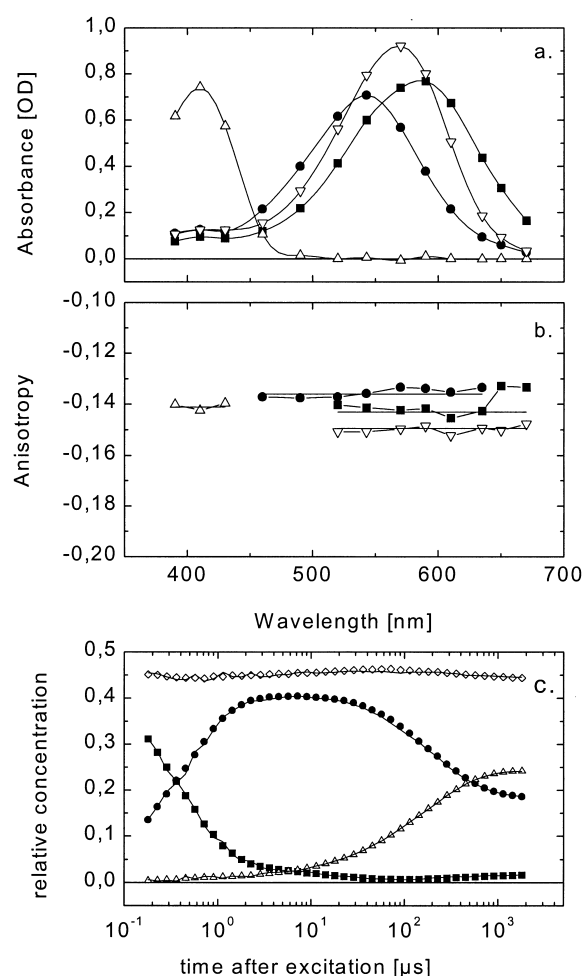 1,0
0,8
0,6
0,4
0,2
0,0
Absorbance [OD]
a.
-0,10
-0,12
-0,14
-0,16
-0,18
-0,20
Anisotropy
b.
400 500 600 700
Wavelength [nm]
0,5
0,4
0,3
0,2
0,1
0,0
relative concentration
c.
10-1 100 101 102 103
time after excitation [µs]